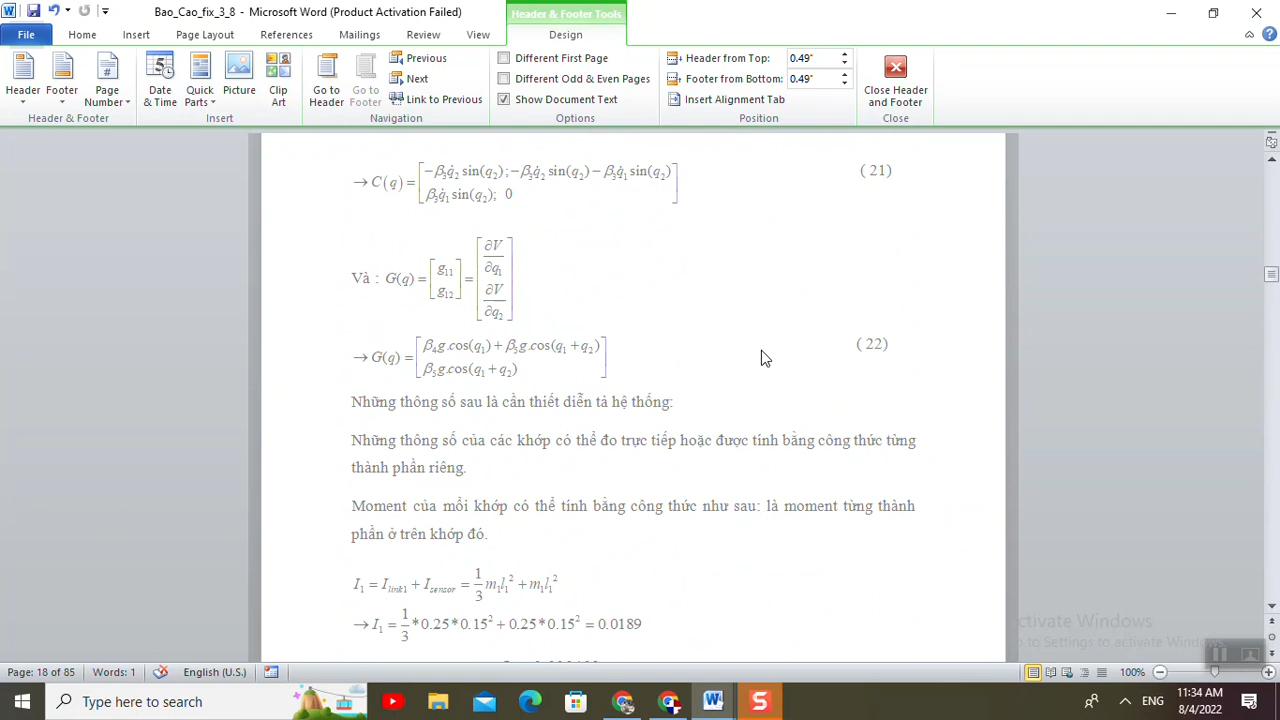 Bao_Cao_fix_3_8 - Microsoft Word (Product Activation Failed)
Header & Footer Tools
File Home Insert Page Layout References Mailings Review View Design
Header Footer Page Number
Header & Footer
Date & Time Quick Parts Picture Clip Art
Insert
Go to Header Go to Footer Previous Next Link to Previous
Navigation
Different First Page
Different Odd & Even Pages
Show Document Text
Options
Header from Top: 0.49"
Footer from Bottom: 0.49"
Insert Alignment Tab
Position
Close Header and Footer
Close
→ C(q) = [−β₃q̇₂ sin(q₂); −β₃q̇₂ sin(q₂) − β₃q̇₁ sin(q₂) ( 21)
β₃q̇₁ sin(q₂); 0]
Và : G(q) = [g₁₁ g₁₂] = [∂V/∂q₁ ∂V/∂q₂]
→ G(q) = [β₄g.cos(q₁) + β₅g.cos(q₁ + q₂) ( 22)
β₅g.cos(q₁ + q₂)]
Những thông số sau là cần thiết diễn tả hệ thống:
Những thông số của các khớp có thể đo trực tiếp hoặc được tính bằng công thức từng
thành phần riêng.
Moment của mỗi khớp có thể tính bằng công thức như sau: là moment từng thành
phần ở trên khớp đó.
I₁ = I_link1 + I_sensor = 1/3 m₁l₁² + m₁l₁²
→ I₁ = 1/3 *0.25*0.15² + 0.25*0.15² = 0.0189
Activate Windows
Go to Settings to activate Windows.
Page: 18 of 85 Words: 1 English (U.S.) 100%
Type here to search
ENG
11:34 AM
8/4/2022